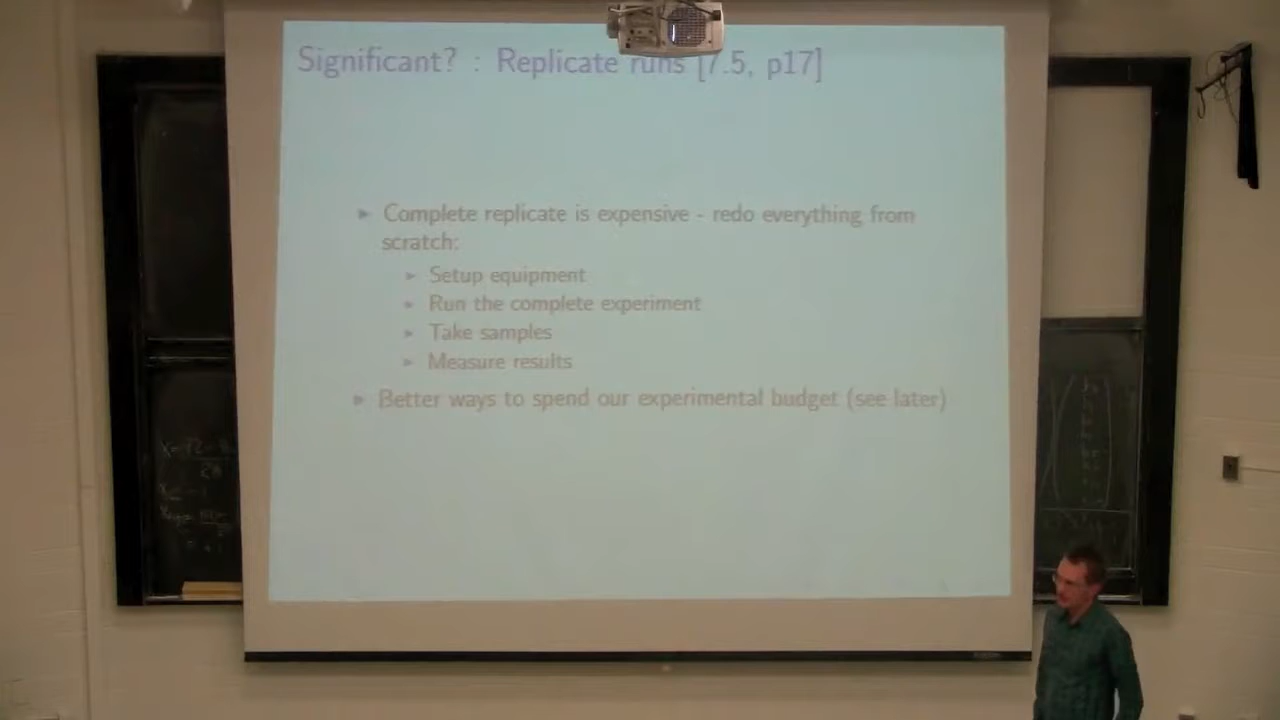 Significant? : Replicate runs [7.5, p17]
Complete replicate is expensive - redo everything from
scratch:
Setup equipment
Run the complete experiment
Take samples
Measure results
Better ways to spend our experimental budget (see later)